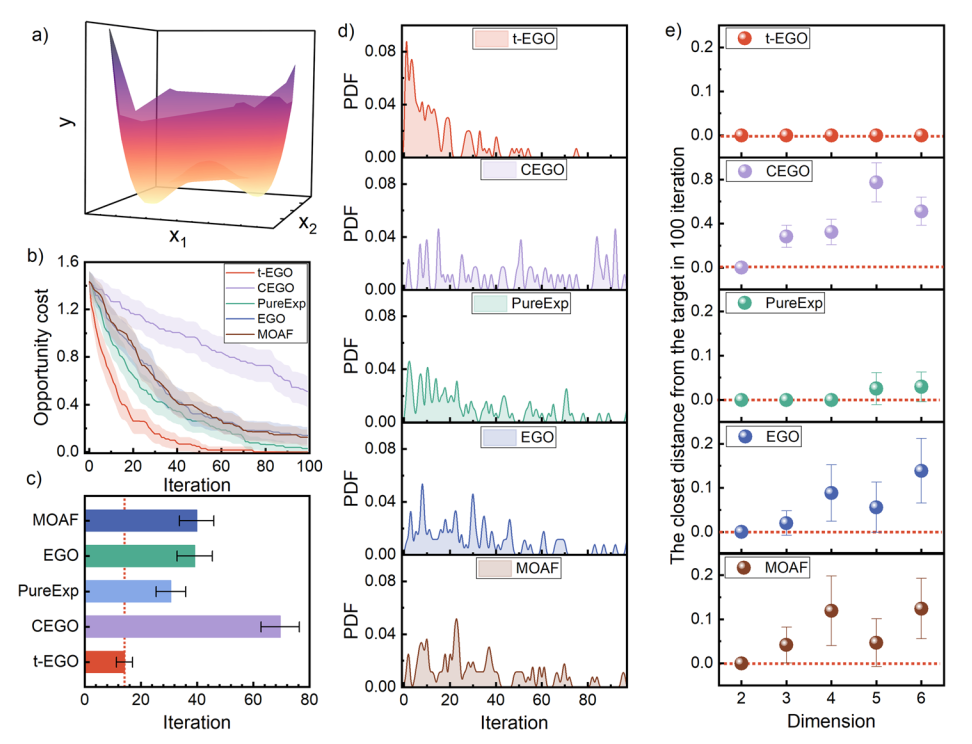 a)
y
x1
x2
b)
Opportunity cost
1.6
1.2
0.8
0.4
0.0
t-EGO
CEGO
PureExp
EGO
MOAF
0 20 40 60 80 100
Iteration
c)
MOAF
EGO
PureExp
CEGO
t-EGO
0 20 40 60 80
Iteration
d)
PDF
0.08
0.04
0.00
t-EGO
PDF
0.08
0.04
0.00
CEGO
PDF
0.08
0.04
0.00
PureExp
PDF
0.08
0.04
0.00
EGO
PDF
0.08
0.04
0.00
MOAF
0 20 40 60 80
Iteration
e)
The closet distance from the target in 100 iteration
0.2
0.1
0.0
t-EGO
0.8
0.4
0.0
CEGO
0.2
0.1
0.0
PureExp
0.2
0.1
0.0
EGO
0.2
0.1
0.0
MOAF
2 3 4 5 6
Dimension